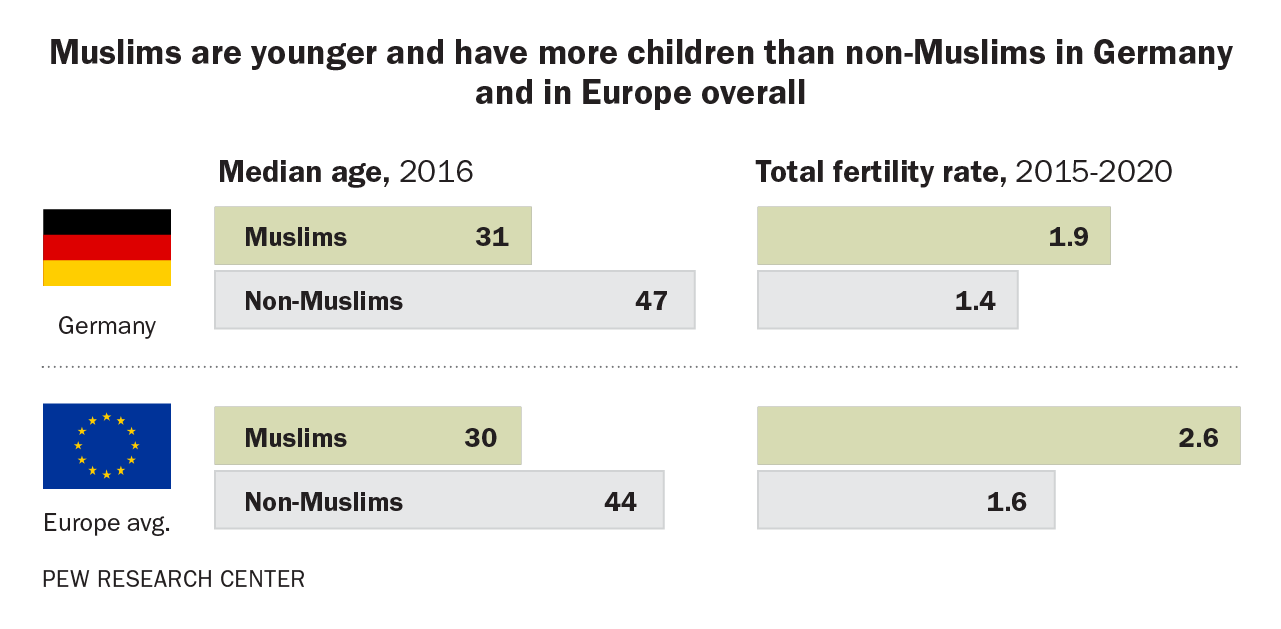 Muslims are younger and have more children than non-Muslims in Germany
and in Europe overall
Median age, 2016
Total fertility rate, 2015-2020
Muslims 31
1.9
Non-Muslims 47
1.4
Germany
Muslims 30
2.6
Non-Muslims 44
1.6
Europe avg.
PEW RESEARCH CENTER